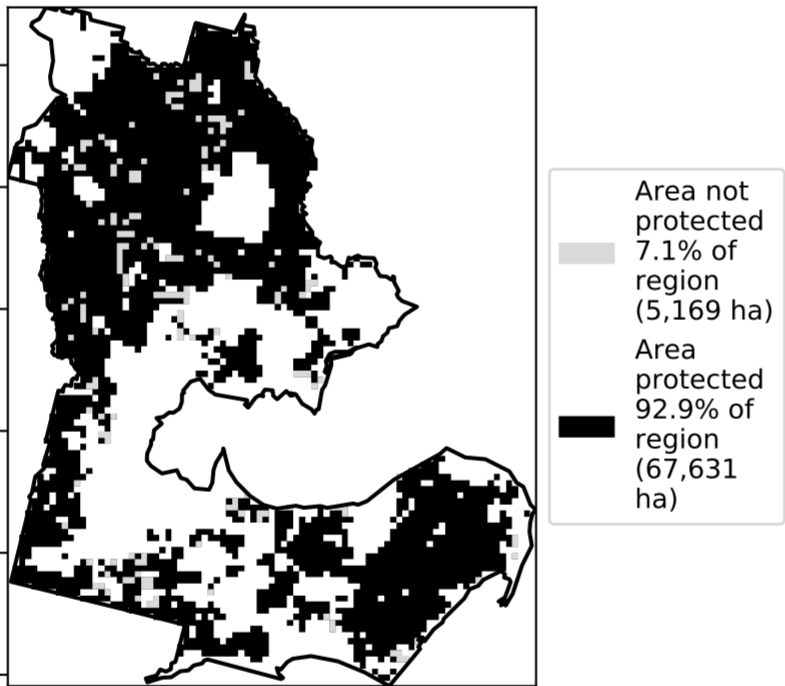 Area not
protected
7.1% of
region
(5,169 ha)
Area
protected
92.9% of
region
(67,631
ha)